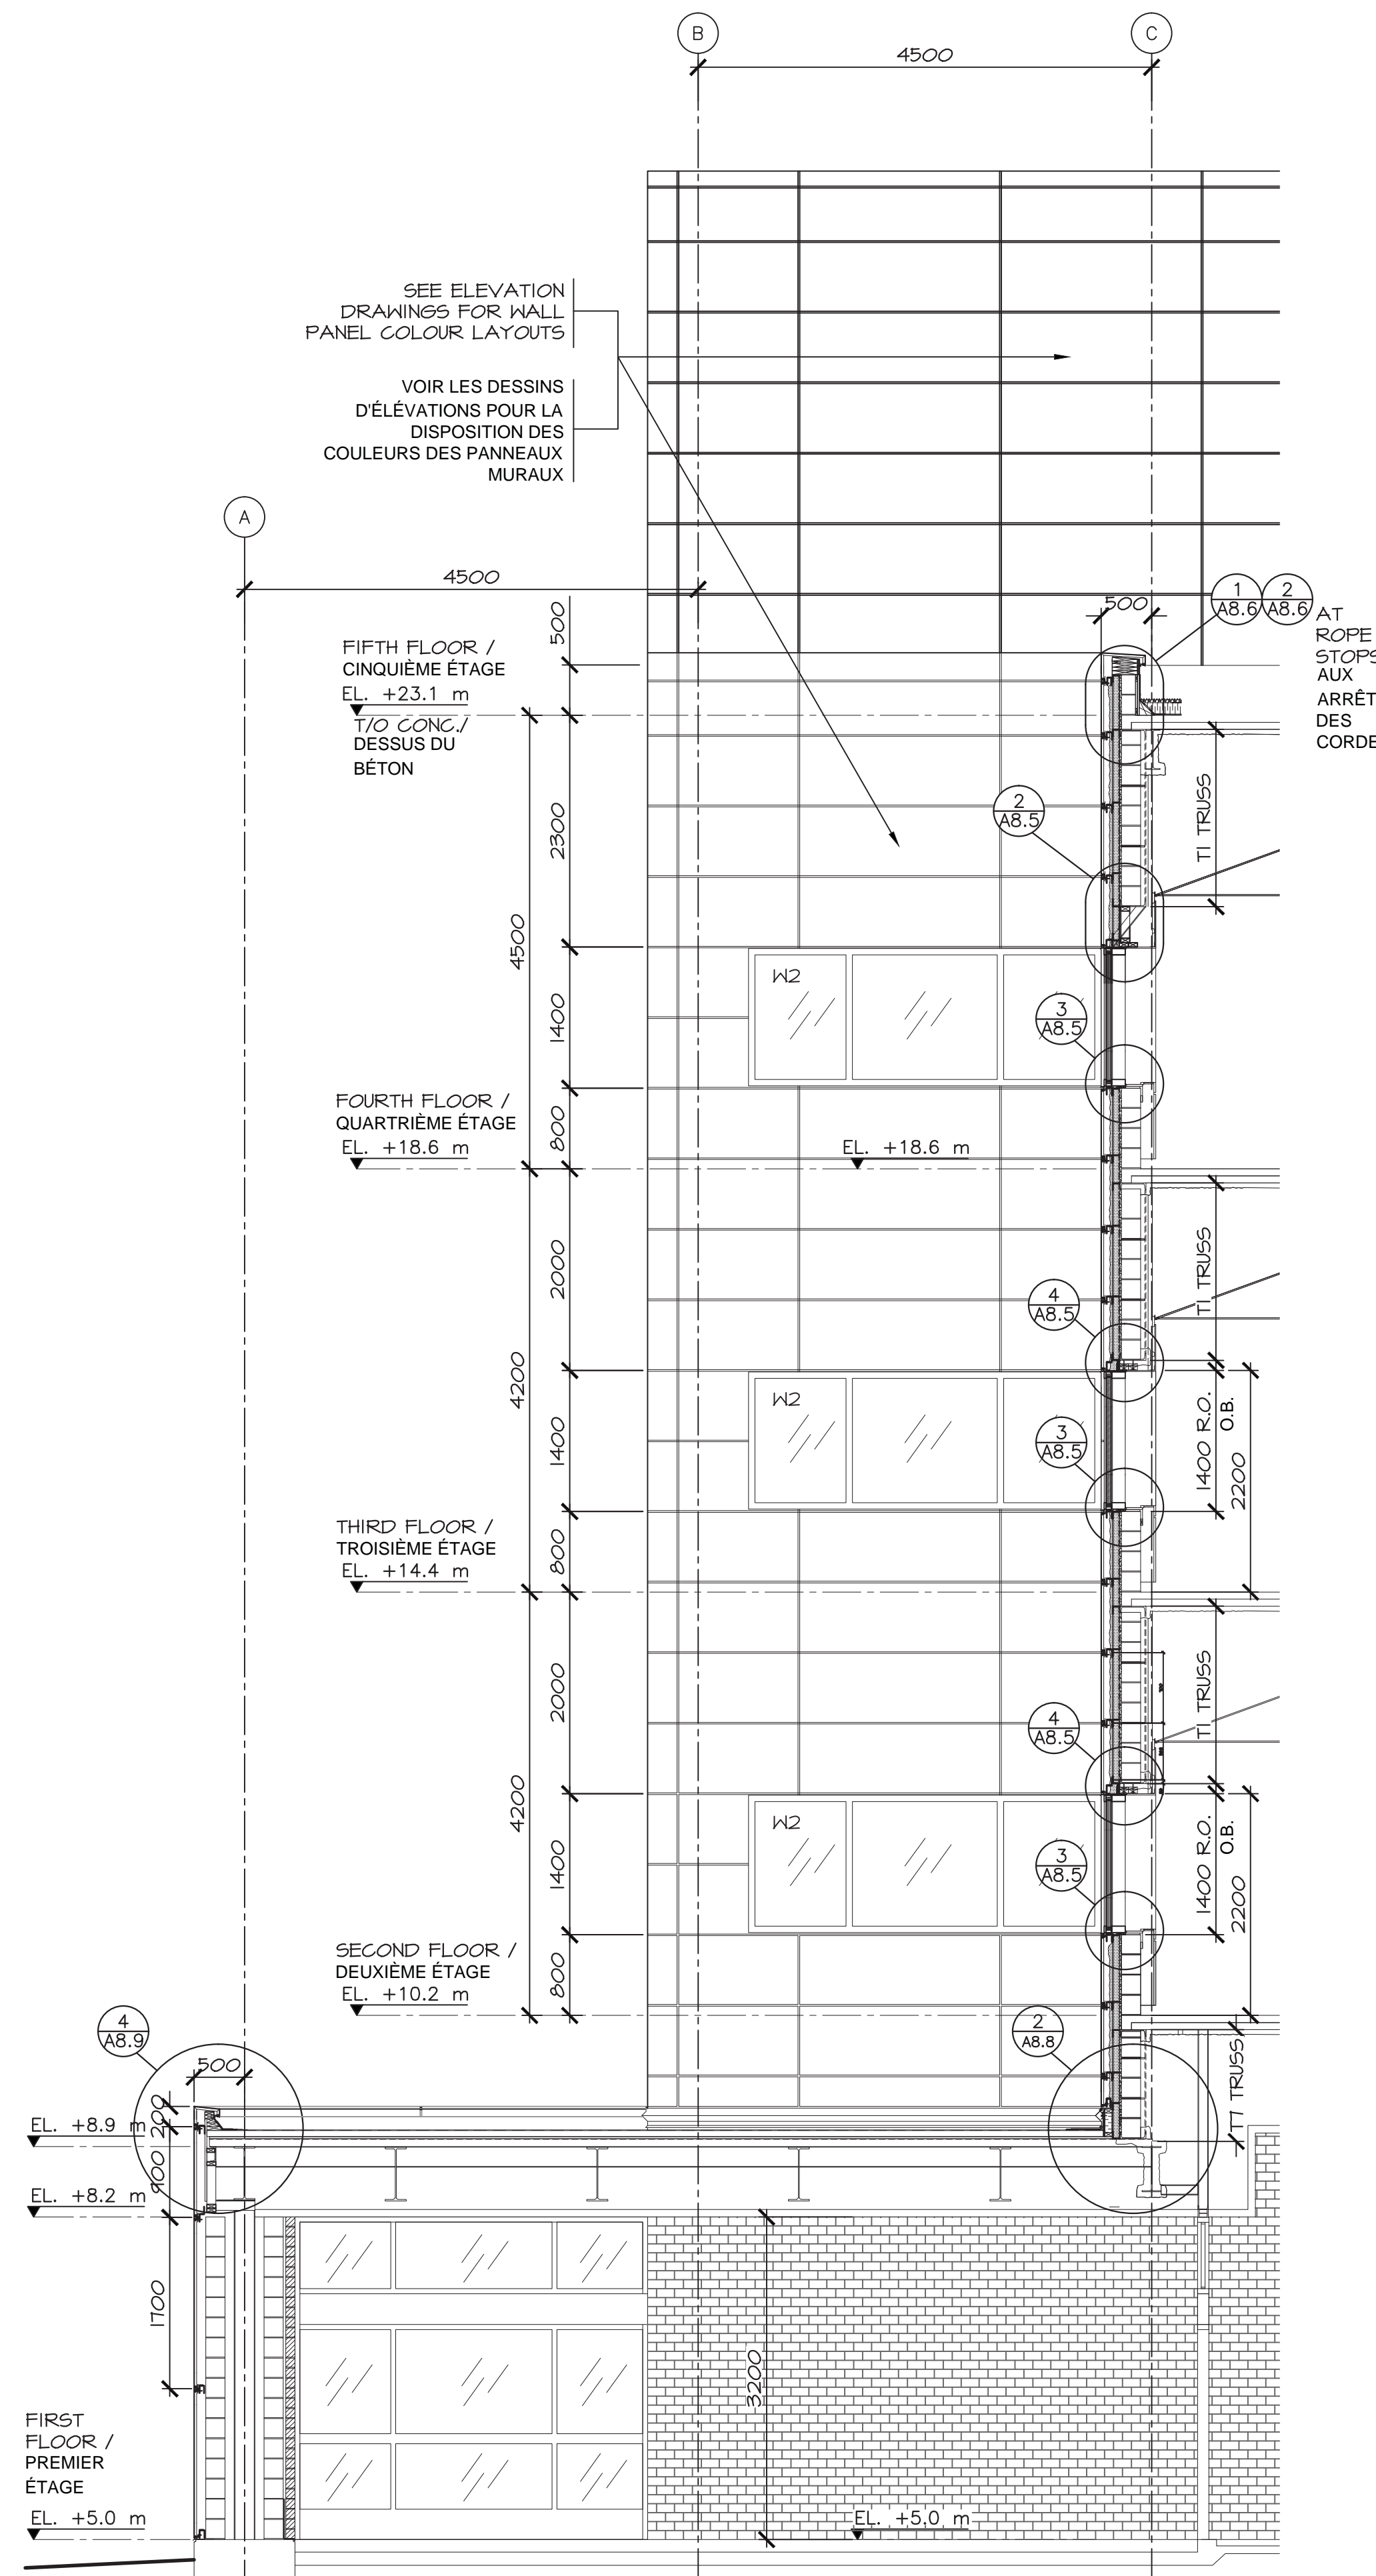 B
C
4500
SEE ELEVATION
DRAWINGS FOR WALL
PANEL COLOUR LAYOUTS
VOIR LES DESSINS
D'ÉLÉVATIONS POUR LA
DISPOSITION DES
COULEURS DES PANNEAUX
MURAUX
A
4500
500
500
1
A8.6
2
A8.6
AT
ROPE
STOPS
AUX
ARRÊT
DES
CORDE
FIFTH FLOOR /
CINQUIÈME ÉTAGE
EL. +23.1 m
T/O CONC./
DESSUS DU
BÉTON
2300
T1 TRUSS
2
A8.5
4500
W2
1400
3
A8.5
FOURTH FLOOR /
QUARTRIÈME ÉTAGE
EL. +18.6 m
800
EL. +18.6 m
2000
T1 TRUSS
4
A8.5
4200
W2
1400
1400 R.O.
O.B.
3
A8.5
2200
THIRD FLOOR /
TROISIÈME ÉTAGE
EL. +14.4 m
800
2000
T1 TRUSS
4
A8.5
4200
W2
1400
1400 R.O.
O.B.
3
A8.5
2200
SECOND FLOOR /
DEUXIÈME ÉTAGE
EL. +10.2 m
800
4
A8.9
2
A8.8
500
T7 TRUSS
200
EL. +8.9 m
900
EL. +8.2 m
1700
3200
FIRST
FLOOR /
PREMIER
ÉTAGE
EL. +5.0 m
EL. +5.0 m